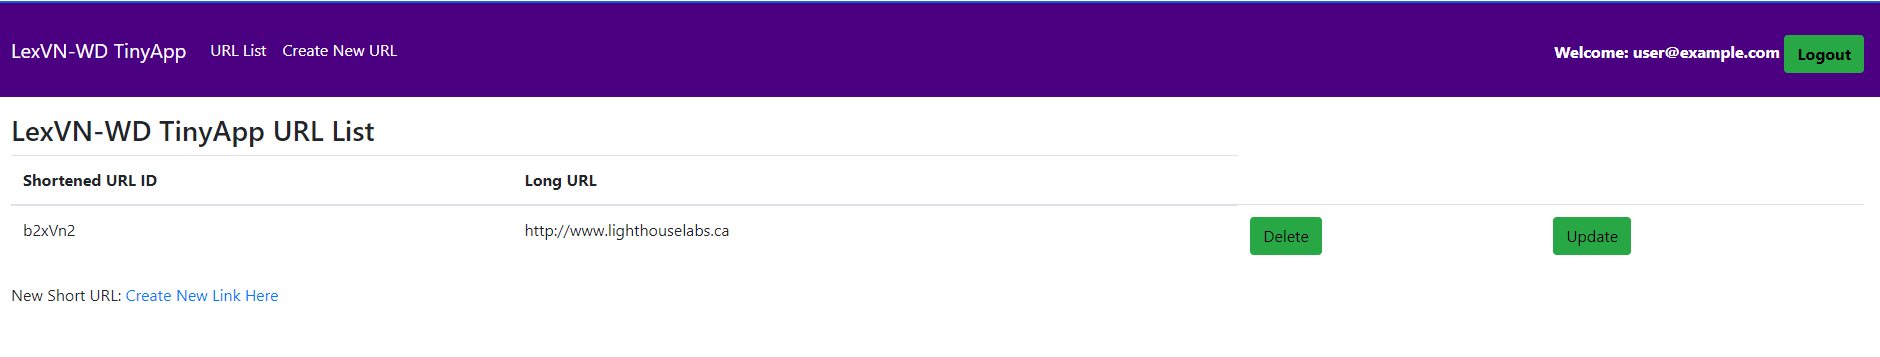 LexVN-WD TinyApp URL List Create New URL Welcome: user@example.com Logout
LexVN-WD TinyApp URL List
Shortened URL ID Long URL
b2xVn2 http://www.lighthouselabs.ca Delete Update
New Short URL: Create New Link Here